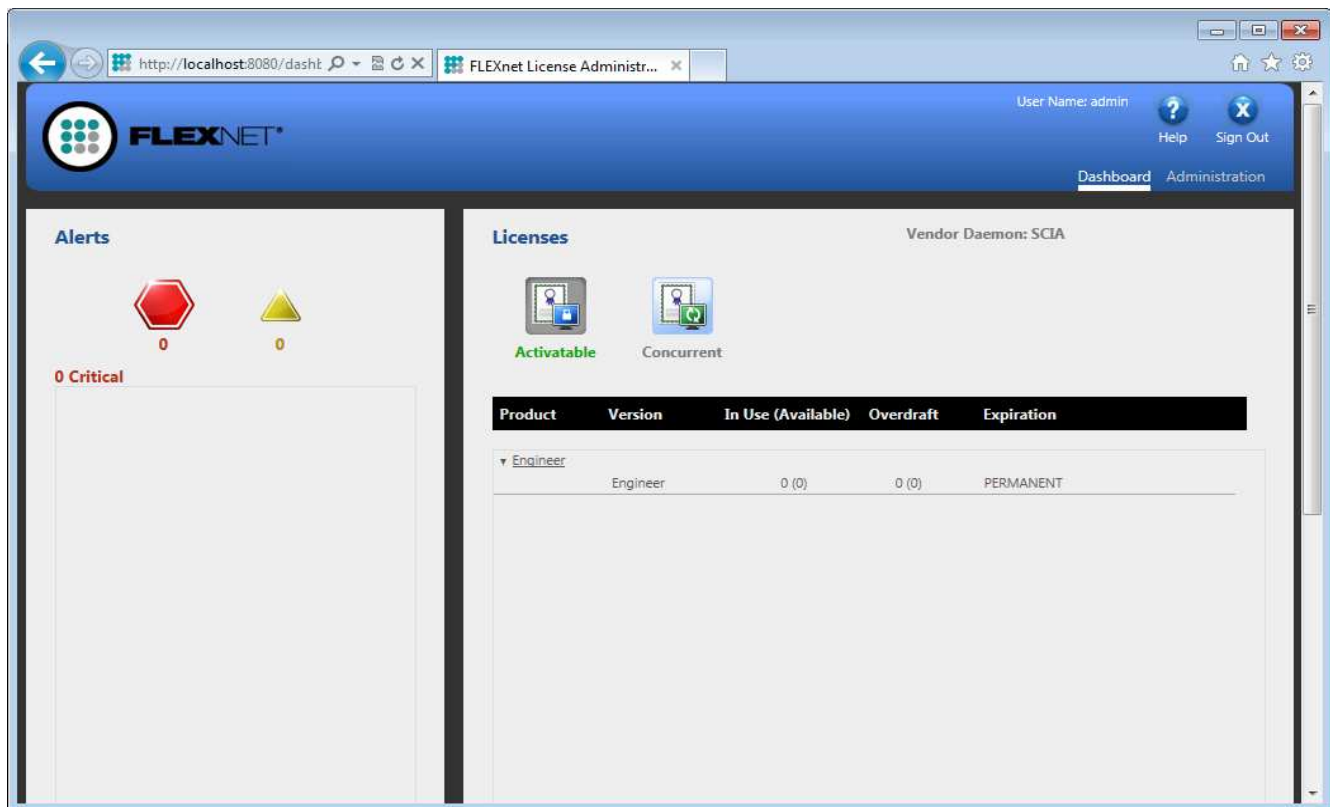 http://localhost:8080/dash
FLEXnet License Administr...
User Name: admin
FLEXNET
Help
Sign Out
Dashboard
Administration
Alerts
0
0
0 Critical
Licenses
Vendor Daemon: SCIA
Activatable
Concurrent
Product Version In Use (Available) Overdraft Expiration
Engineer
Engineer 0 (0) 0 (0) PERMANENT